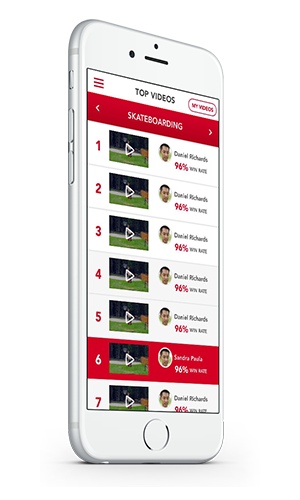 TOP VIDEOS
MY VIDEOS
SKATEBOARDING
1
Daniel Richards
96% WIN RATE
2
Daniel Richards
96% WIN RATE
3
Daniel Richards
96% WIN RATE
4
Daniel Richards
96% WIN RATE
5
Daniel Richards
96% WIN RATE
6
Sandra Paula
96% WIN RATE
7
Daniel Richards
96% WIN RATE